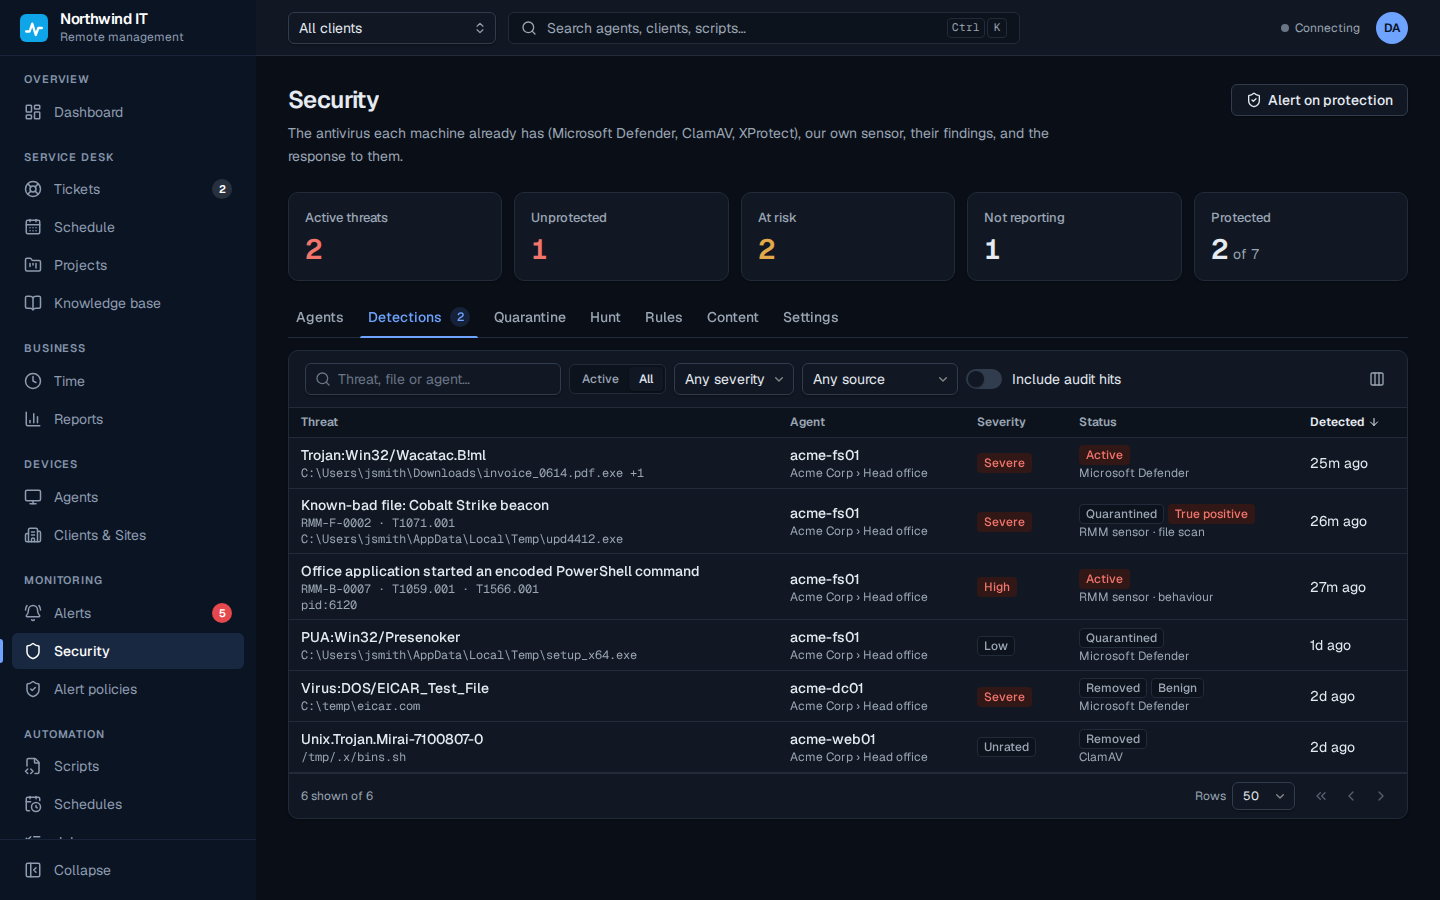 Northwind IT
Remote management
All clients
Search agents, clients, scripts...
Ctrl K
Connecting
DA
OVERVIEW
Dashboard
SERVICE DESK
Tickets 2
Schedule
Projects
Knowledge base
BUSINESS
Time
Reports
DEVICES
Agents
Clients & Sites
MONITORING
Alerts 5
Security
Alert policies
AUTOMATION
Scripts
Schedules
Collapse
Security
Alert on protection
The antivirus each machine already has (Microsoft Defender, ClamAV, XProtect), our own sensor, their findings, and the
response to them.
Active threats
2
Unprotected
1
At risk
2
Not reporting
1
Protected
2 of 7
Agents Detections 2 Quarantine Hunt Rules Content Settings
Threat, file or agent...
Active All
Any severity
Any source
Include audit hits
Threat Agent Severity Status Detected ↓
Trojan:Win32/Wacatac.B!ml
C:\Users\jsmith\Downloads\invoice_0614.pdf.exe +1
acme-fs01
Acme Corp › Head office
Severe
Active
Microsoft Defender
25m ago
Known-bad file: Cobalt Strike beacon
RMM-F-0002 · T1071.001
C:\Users\jsmith\AppData\Local\Temp\upd4412.exe
acme-fs01
Acme Corp › Head office
Severe
Quarantined True positive
RMM sensor · file scan
26m ago
Office application started an encoded PowerShell command
RMM-B-0007 · T1059.001 · T1566.001
pid:6120
acme-fs01
Acme Corp › Head office
High
Active
RMM sensor · behaviour
27m ago
PUA:Win32/Presenoker
C:\Users\jsmith\AppData\Local\Temp\setup_x64.exe
acme-fs01
Acme Corp › Head office
Low
Quarantined
Microsoft Defender
1d ago
Virus:DOS/EICAR_Test_File
C:\temp\eicar.com
acme-dc01
Acme Corp › Head office
Severe
Removed Benign
Microsoft Defender
2d ago
Unix.Trojan.Mirai-7100807-0
/tmp/.x/bins.sh
acme-web01
Acme Corp › Head office
Unrated
Removed
ClamAV
2d ago
6 shown of 6
Rows 50